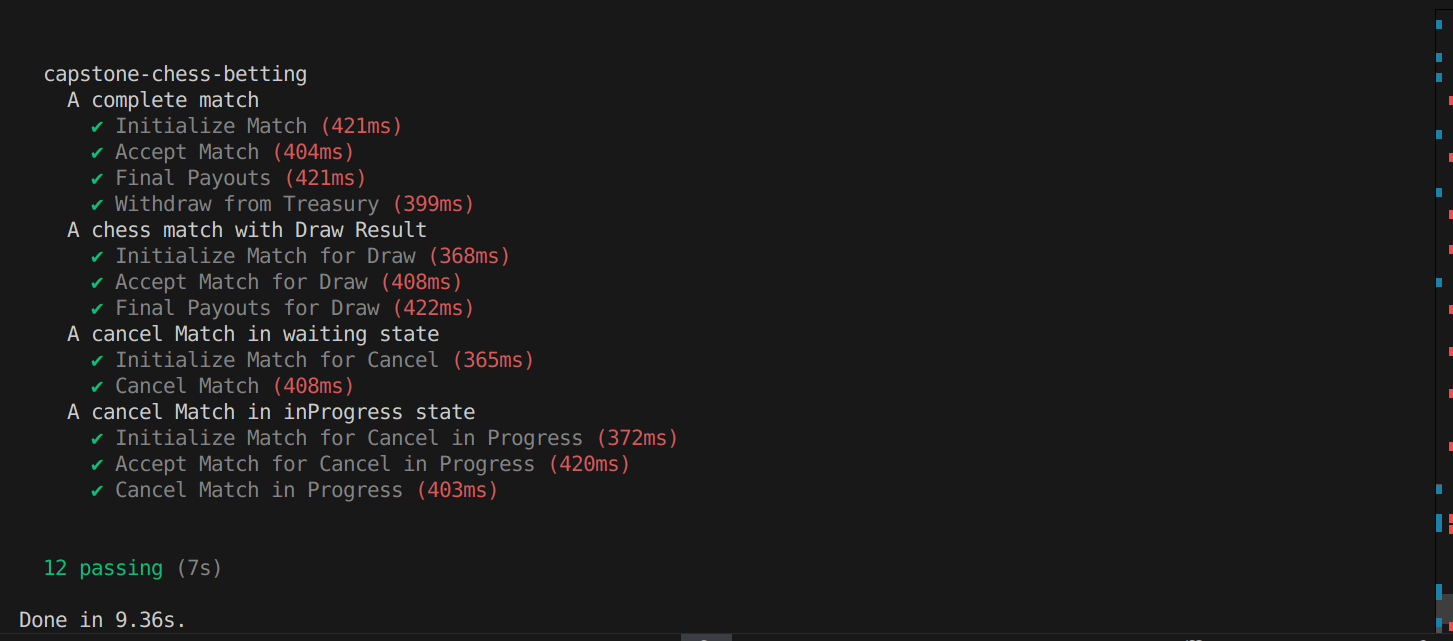 capstone-chess-betting
A complete match
✔ Initialize Match (421ms)
✔ Accept Match (404ms)
✔ Final Payouts (421ms)
✔ Withdraw from Treasury (399ms)
A chess match with Draw Result
✔ Initialize Match for Draw (368ms)
✔ Accept Match for Draw (408ms)
✔ Final Payouts for Draw (422ms)
A cancel Match in waiting state
✔ Initialize Match for Cancel (365ms)
✔ Cancel Match (408ms)
A cancel Match in inProgress state
✔ Initialize Match for Cancel in Progress (372ms)
✔ Accept Match for Cancel in Progress (420ms)
✔ Cancel Match in Progress (403ms)
12 passing (7s)
Done in 9.36s.